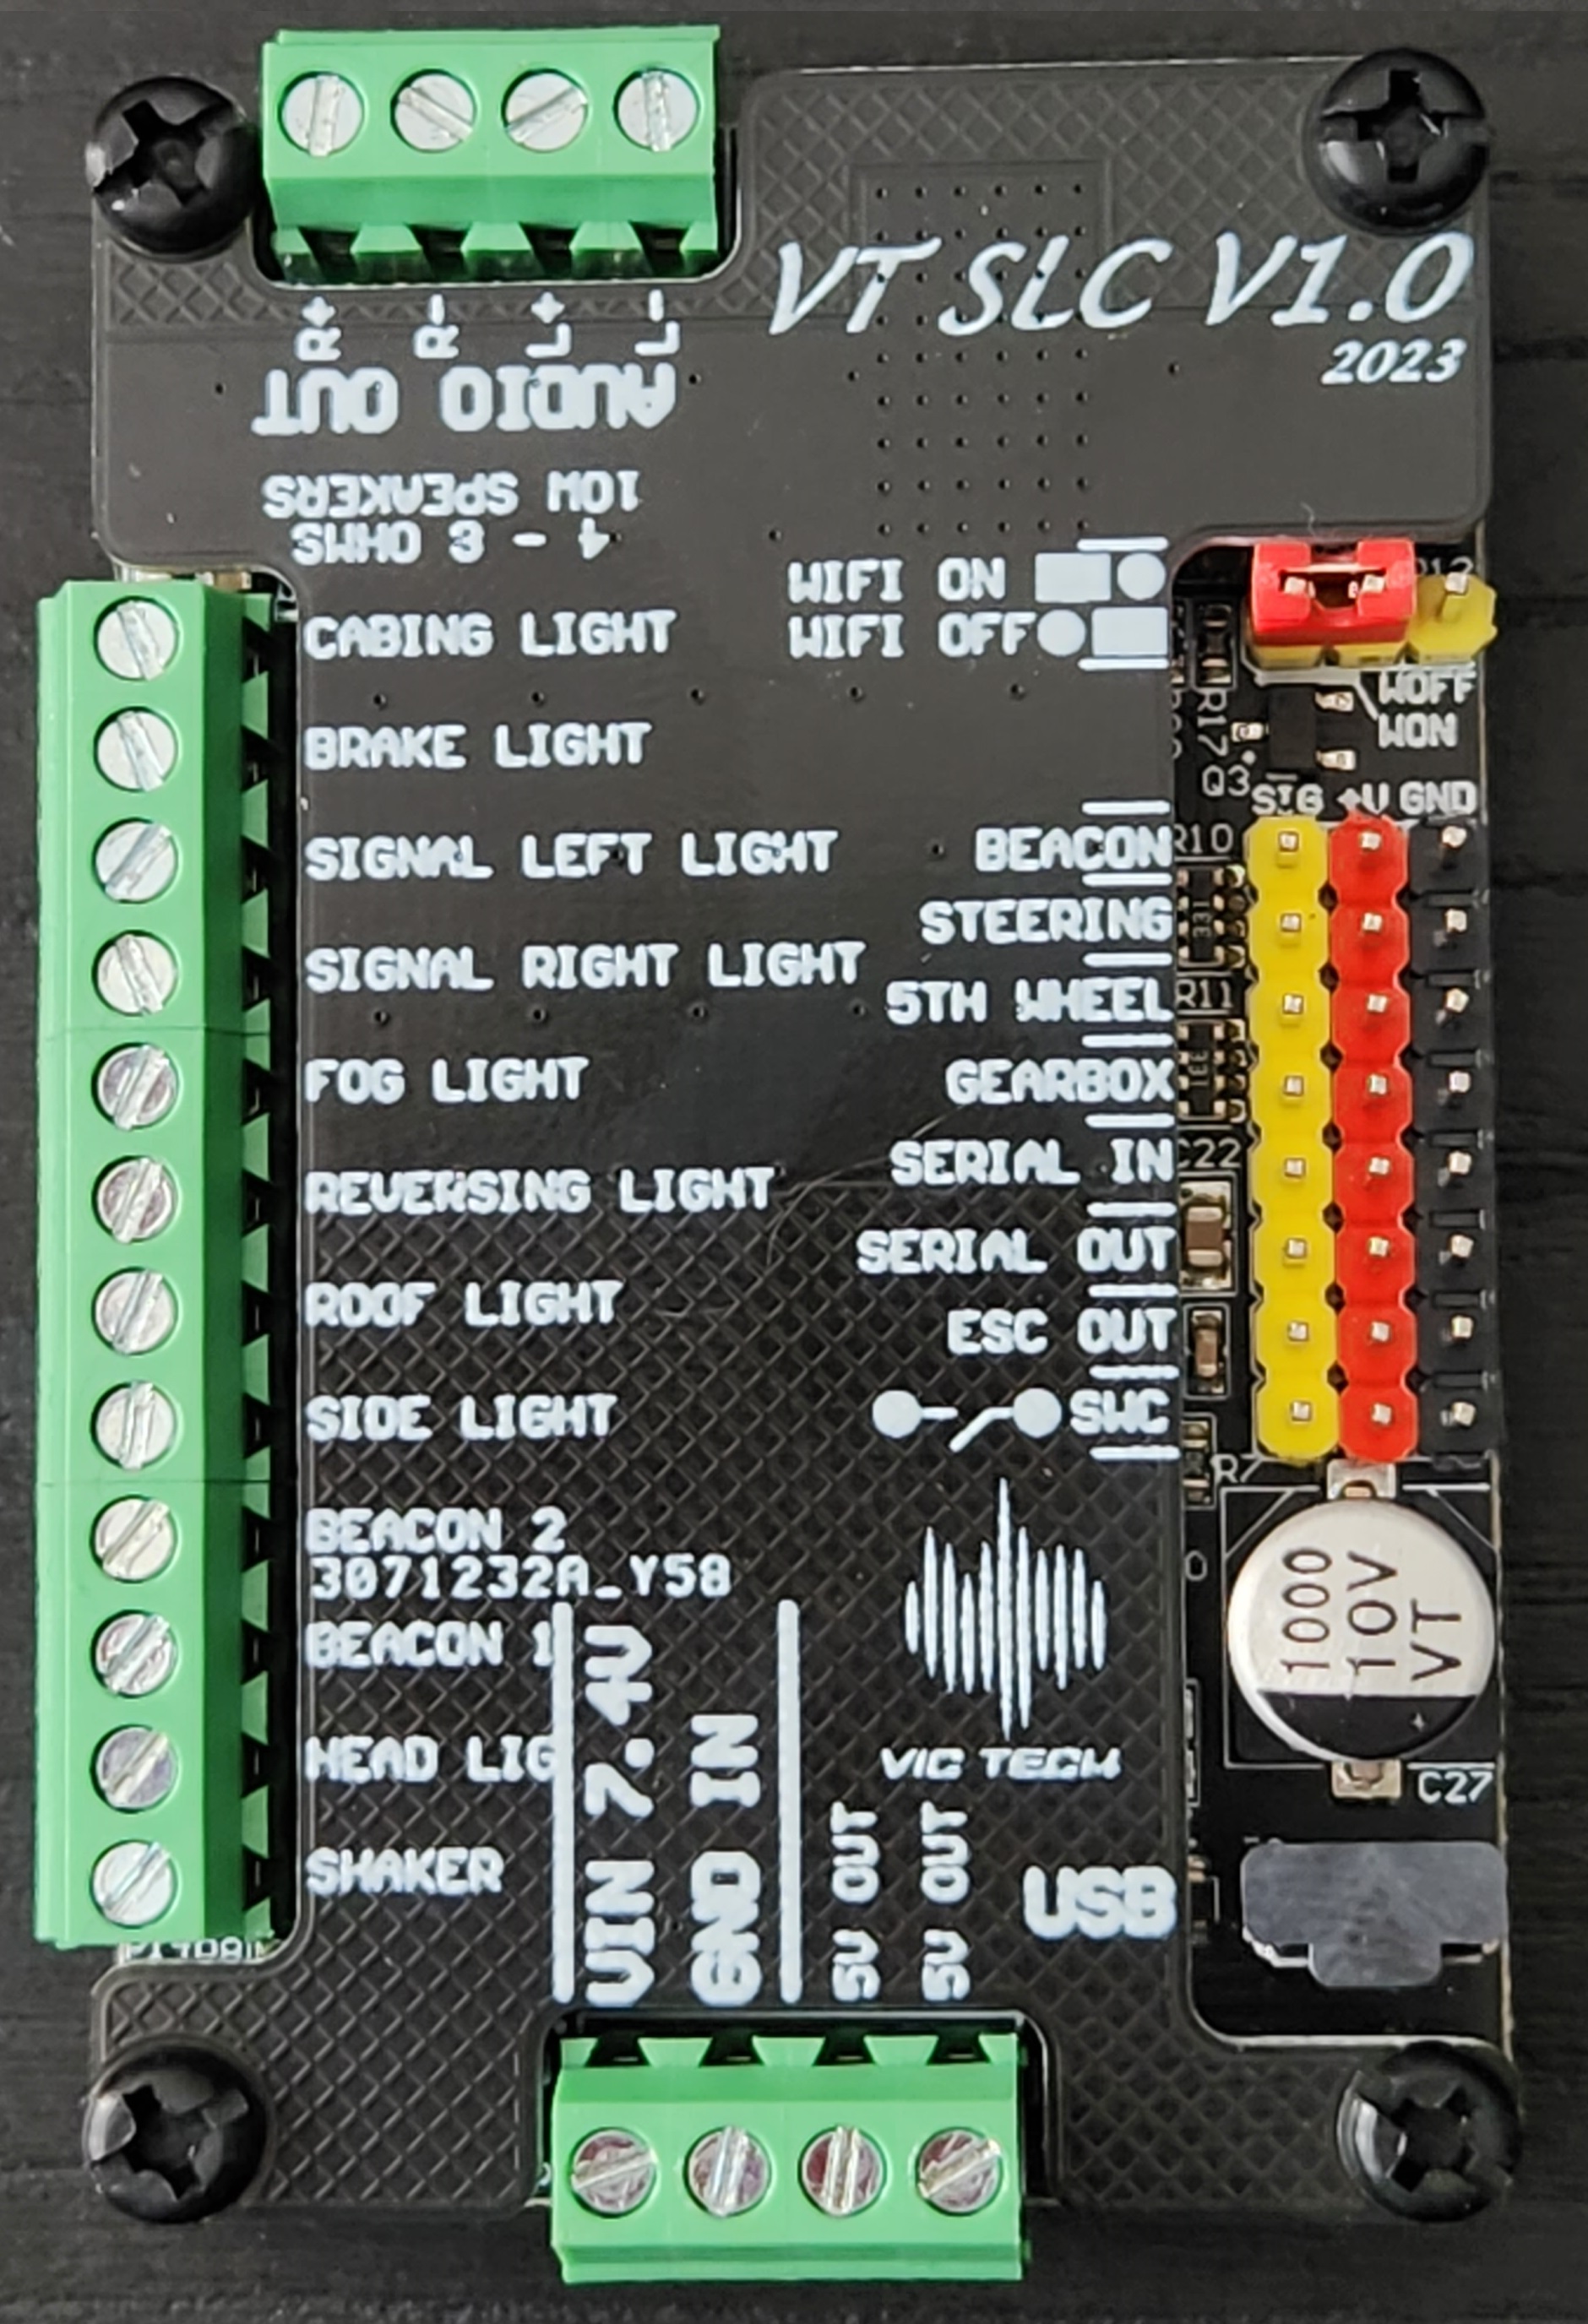 R+ R- L+ L-
AUDIO OUT
4 - 3 OHMS
10W SPEAKERS
VT SLC V1.0
2023
WIFI ON
WIFI OFF
WOFF
WON
CABING LIGHT
BRAKE LIGHT
SIGNAL LEFT LIGHT
SIGNAL RIGHT LIGHT
FOG LIGHT
REVERSING LIGHT
ROOF LIGHT
SIDE LIGHT
BEACON 2
3071232A_Y58
BEACON 1
HEAD LIG
SHAKER
R17
Q3
SIG +V GND
BEACON
STEERING
5TH WHEEL
GEARBOX
SERIAL IN
SERIAL OUT
ESC OUT
SWC
R10
R11
C22
R7
1000
10V
VT
C27
VIC TECH
VIN 7.4V
GND IN
5V OUT
5V OUT
USB